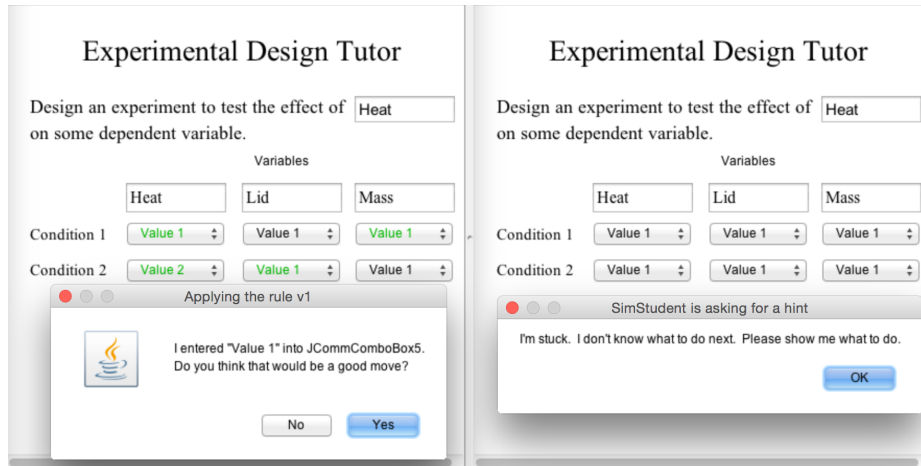 Experimental Design Tutor
Design an experiment to test the effect of Heat
on some dependent variable.
Variables
Heat Lid Mass
Condition 1 Value 1 Value 1 Value 1
Condition 2 Value 2 Value 1 Value 1
Applying the rule v1
I entered "Value 1" into JCommComboBox5.
Do you think that would be a good move?
No Yes
Experimental Design Tutor
Design an experiment to test the effect of Heat
on some dependent variable.
Variables
Heat Lid Mass
Condition 1 Value 1 Value 1 Value 1
Condition 2 Value 1 Value 1 Value 1
SimStudent is asking for a hint
I'm stuck. I don't know what to do next. Please show me what to do.
OK